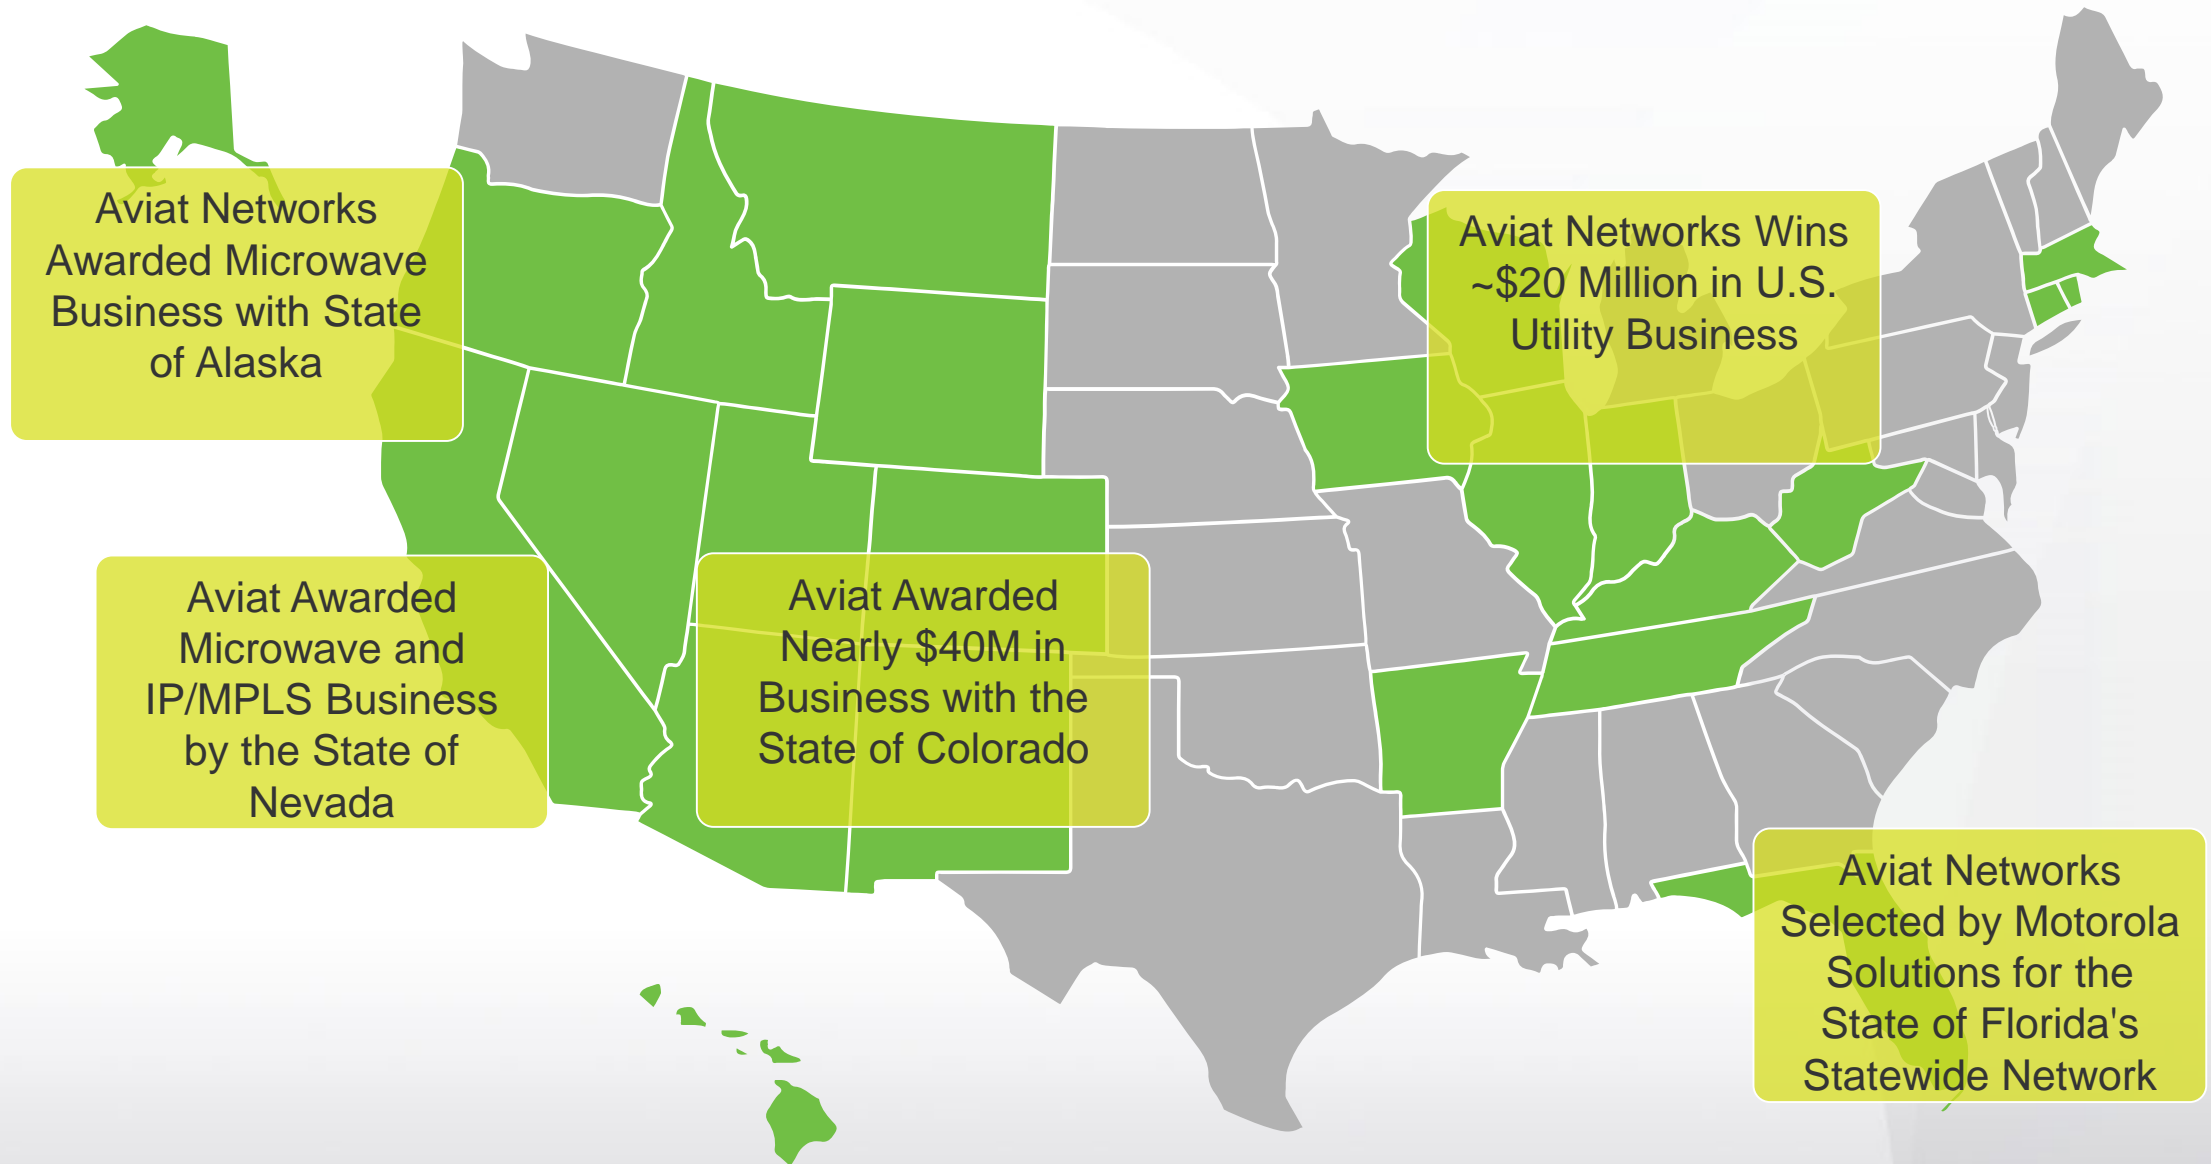 Aviat Networks
Awarded Microwave
Business with State
of Alaska
Aviat Networks Wins
~$20 Million in U.S.
Utility Business
Aviat Awarded
Microwave and
IP/MPLS Business
by the State of
Nevada
Aviat Awarded
Nearly $40M in
Business with the
State of Colorado
Aviat Networks
Selected by Motorola
Solutions for the
State of Florida's
Statewide Network